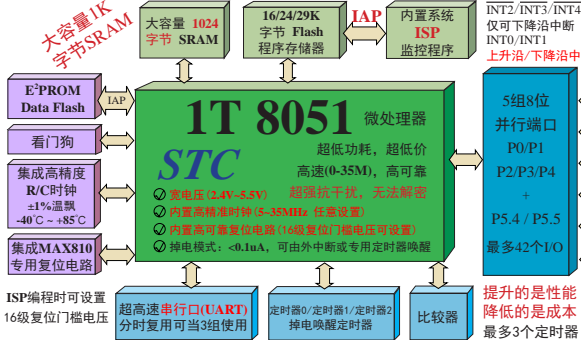 大容量1K
字节SRAM
大容量 1024
字节 SRAM
16/24/29K
字节 Flash
程序存储器
IAP
内置系统
ISP
监控程序
INT2/INT3/INT4
仅可下降沿中断
INT0/INT1
上升沿/下降沿中
E²PROM
Data Flash
IAP
看门狗
集成高精度
R/C时钟
±1%温飘
-40℃ ~ +85℃
集成MAX810
专用复位电路
1T 8051 微处理器
STC
超低功耗，超低价
高速(0-35M)，高可靠
超强抗干扰，无法解密
宽电压(2.4V~5.5V)
内置高精准时钟(5~35MHz 任意设置)
内置高可靠复位电路(16级复位门槛电压可设置)
掉电模式：<0.1uA，可由外中断或专用定时器唤醒
5组8位
并行端口
P0/P1
P2/P3/P4
+
P5.4 / P5.5
最多42个I/O
ISP编程时可设置
16级复位门槛电压
超高速串行口(UART)
分时复用可当3组使用
定时器0/定时器1/定时器2
掉电唤醒定时器
比较器
提升的是性能
降低的是成本
最多3个定时器